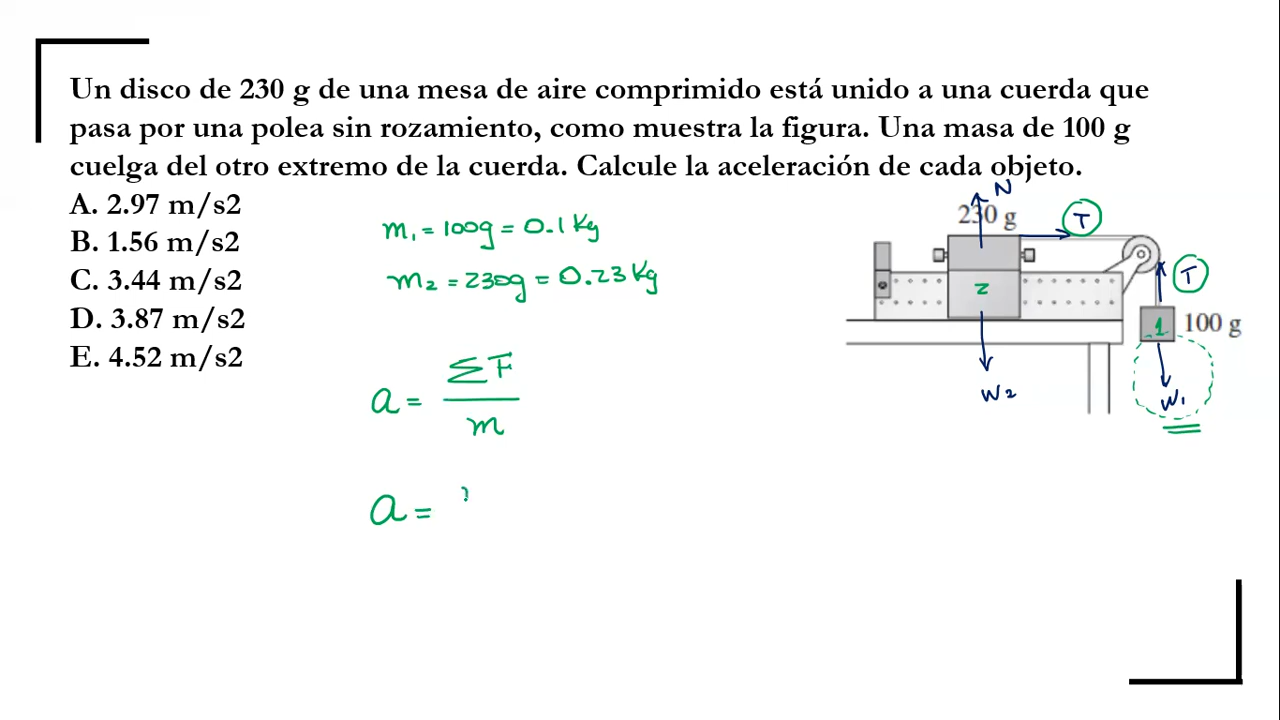 Un disco de 230 g de una mesa de aire comprimido está unido a una cuerda que
pasa por una polea sin rozamiento, como muestra la figura. Una masa de 100 g
cuelga del otro extremo de la cuerda. Calcule la aceleración de cada objeto.
A. 2.97 m/s2
B. 1.56 m/s2
C. 3.44 m/s2
D. 3.87 m/s2
E. 4.52 m/s2
m₁ = 100g = 0.1 Kg
m₂ = 230g = 0.23 Kg
a = ΣF
m
a =
N
230 g
T
T
2
1
100 g
W₂
W₁